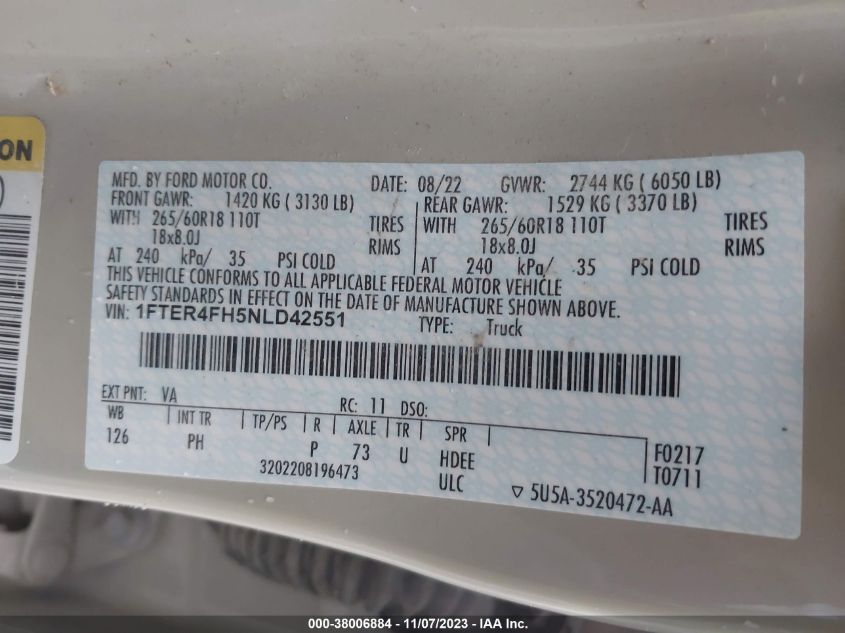 ON
)
MFD. BY FORD MOTOR CO. DATE: 08/22 GVWR: 2744 KG ( 6050 LB)
FRONT GAWR: 1420 KG ( 3130 LB) REAR GAWR: 1529 KG ( 3370 LB)
WITH 265/60R18 110T TIRES WITH 265/60R18 110T TIRES
18x8.0J RIMS 18x8.0J RIMS
AT 240 kPa/ 35 PSI COLD AT 240 kPa/ 35 PSI COLD
THIS VEHICLE CONFORMS TO ALL APPLICABLE FEDERAL MOTOR VEHICLE
SAFETY STANDARDS IN EFFECT ON THE DATE OF MANUFACTURE SHOWN ABOVE.
VIN: 1FTER4FH5NLD42551 TYPE: Truck
EXT PNT: VA RC: 11 DSO:
WB INT TR TP/PS R AXLE TR SPR
126 PH P 73 U HDEE F0217
3202208196473 ULC T0711
5U5A-3520472-AA
000-38006884 - 11/07/2023 - IAA Inc.